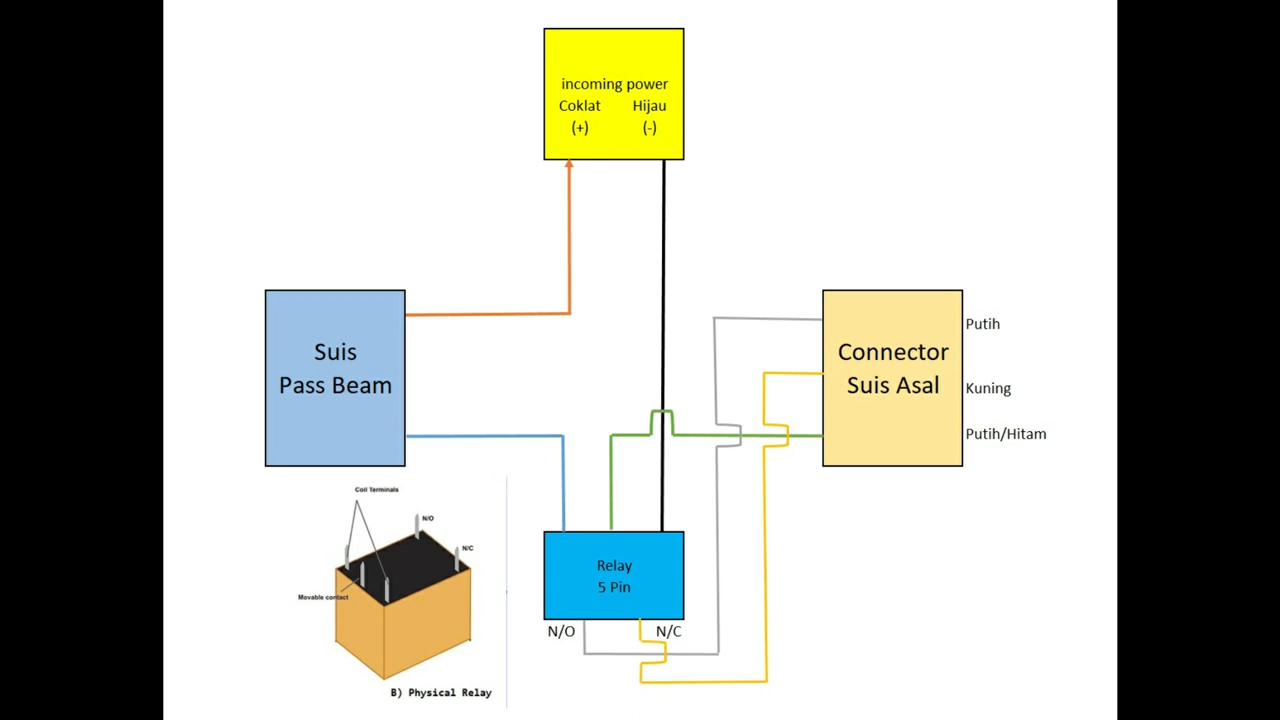 incoming power
Coklat Hijau
(+) (-)
Suis
Pass Beam
Connector
Suis Asal
Putih
Kuning
Putih/Hitam
Coil Terminals
N/O
N/C
Movable contact
B) Physical Relay
Relay
5 Pin
N/O N/C